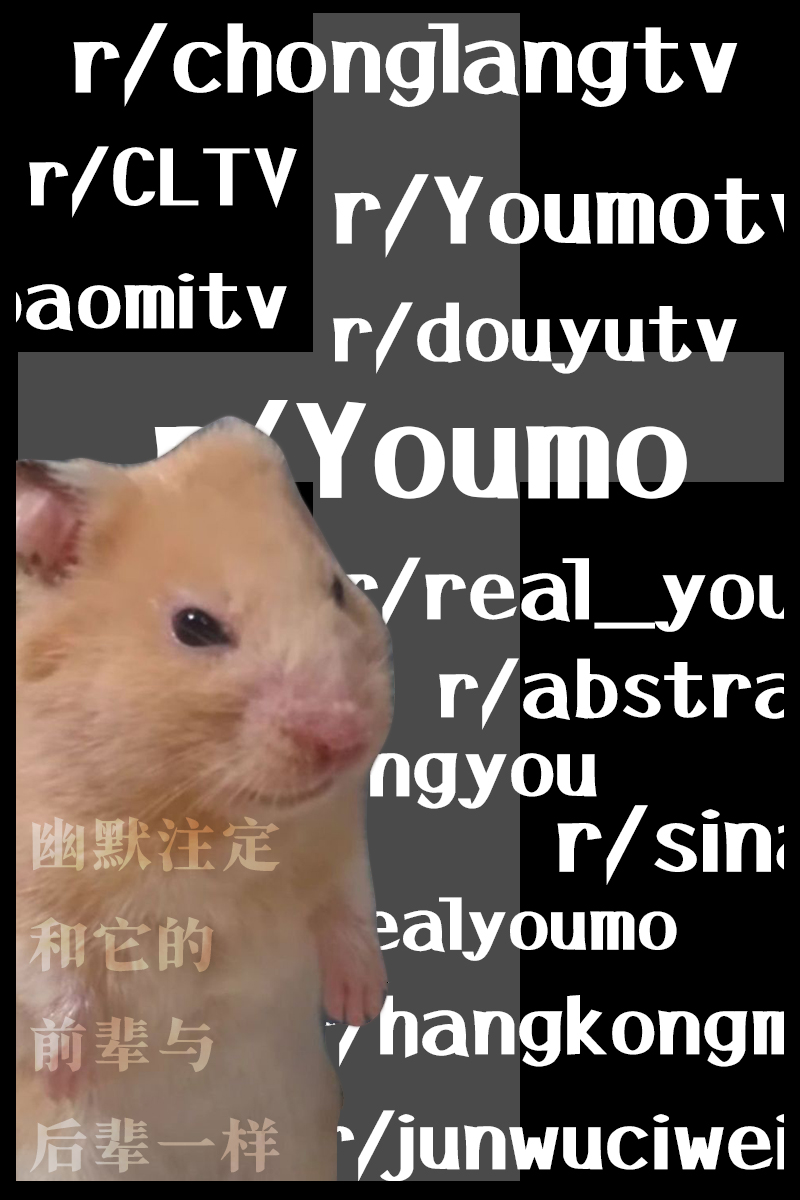 r/chonglangtv
r/CLTV
r/Youmotv
aomitv
r/douyutv
r/Youmo
r/real_you
r/abstra
ngyou
r/sina
ealyoumo
/hangkongm
r/junwuciwei
幽默注定
和它的
前辈与
后辈一样